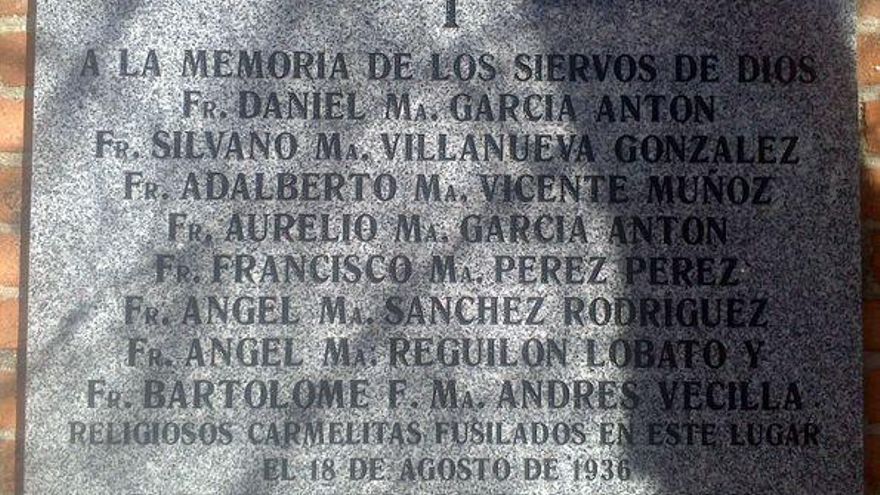 A LA MEMORIA DE LOS SIERVOS DE DIOS
FR. DANIEL MA. GARCIA ANTON
FR. SILVANO MA. VILLANUEVA GONZALEZ
FR. ADALBERTO MA. VICENTE MUÑOZ
FR. AURELIO MA. GARCIA ANTON
FR. FRANCISCO MA. PEREZ PEREZ
FR. ANGEL MA. SANCHEZ RODRIGUEZ
FR. ANGEL MA. REGUILON LOBATO Y
FR. BARTOLOME F. MA. ANDRES VECILLA
RELIGIOSOS CARMELITAS FUSILADOS EN ESTE LUGAR
EL 18 DE AGOSTO DE 1936